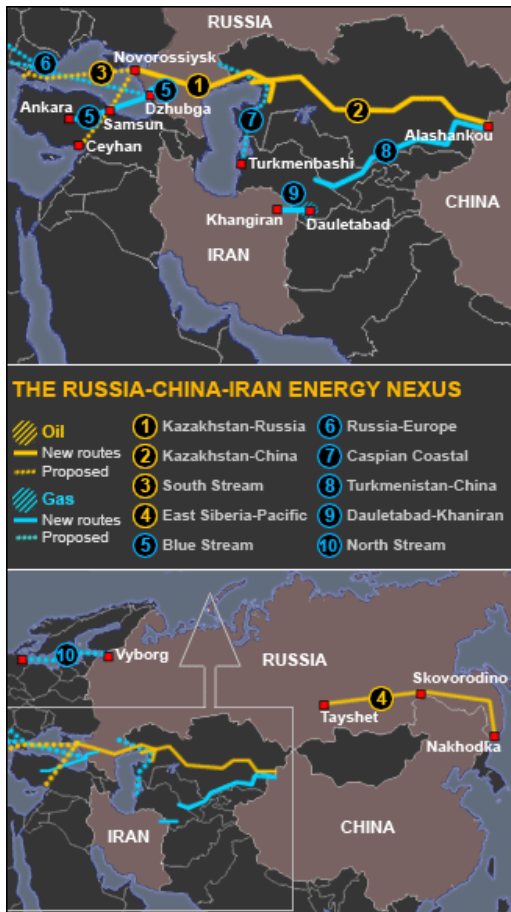 RUSSIA
Novorossiysk
6
3
1
5
2
Ankara
Dzhubga
5
Samsun
7
Alashankou
Ceyhan
8
Turkmenbashi
9
CHINA
Khangiran
Dauletabad
IRAN
THE RUSSIA-CHINA-IRAN ENERGY NEXUS
Oil
New routes
Proposed
Gas
New routes
Proposed
1 Kazakhstan-Russia
2 Kazakhstan-China
3 South Stream
4 East Siberia-Pacific
5 Blue Stream
6 Russia-Europe
7 Caspian Coastal
8 Turkmenistan-China
9 Dauletabad-Khaniran
10 North Stream
10
Vyborg
RUSSIA
Skovorodino
4
Tayshet
Nakhodka
IRAN
CHINA